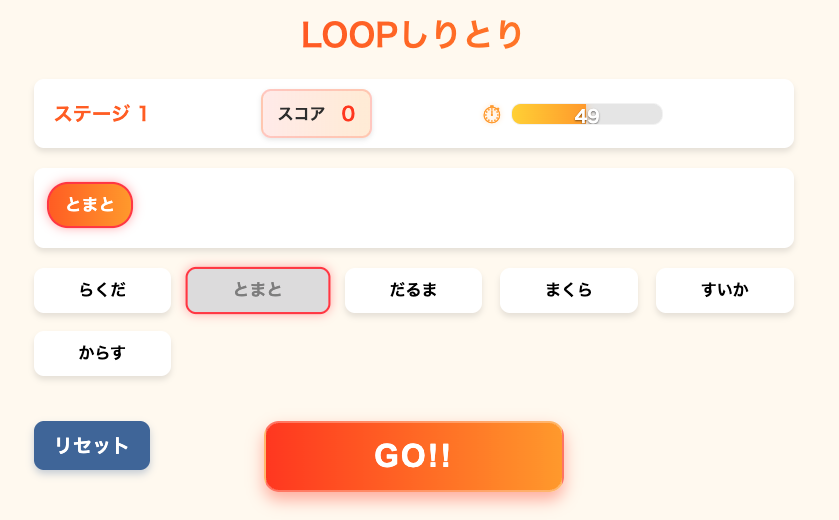 LOOPしりとり
ステージ 1
スコア 0
49
とまと
らくだ
とまと
だるま
まくら
すいか
からす
リセット
GO!!